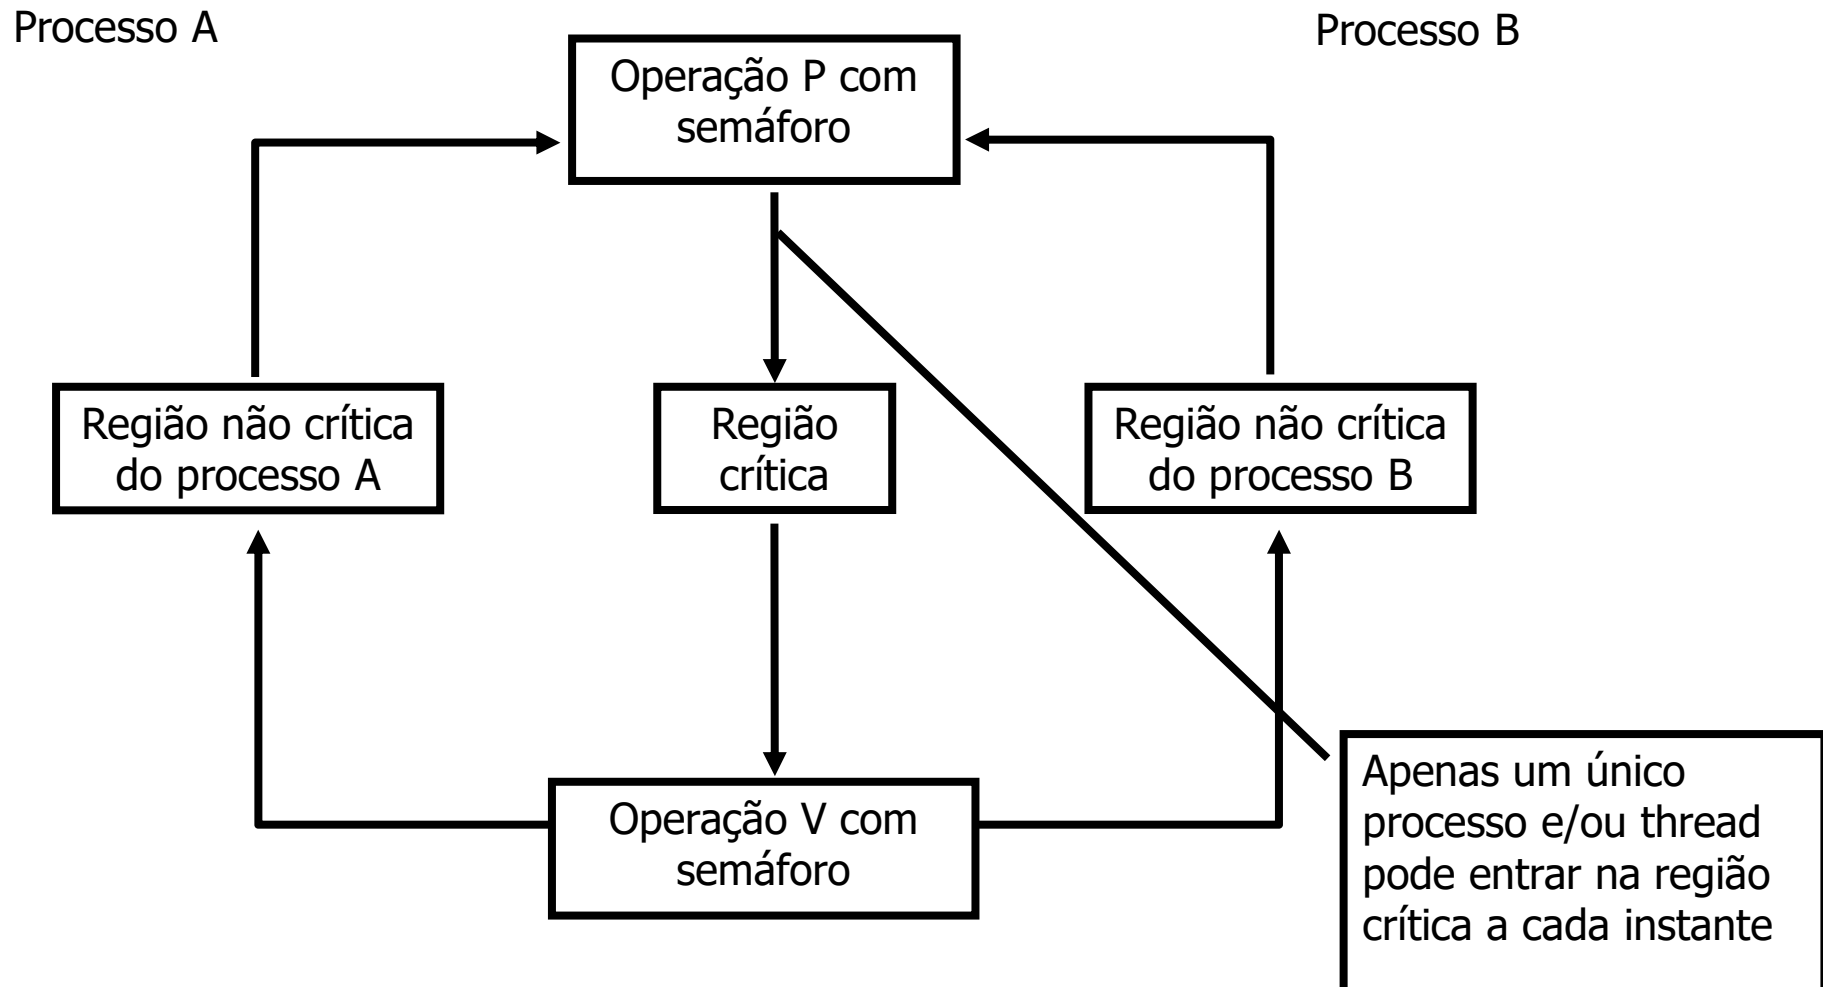 Processo A
Processo B
Operação P com
semáforo
Região não crítica
do processo A
Região
crítica
Região não crítica
do processo B
Operação V com
semáforo
Apenas um único
processo e/ou thread
pode entrar na região
crítica a cada instante